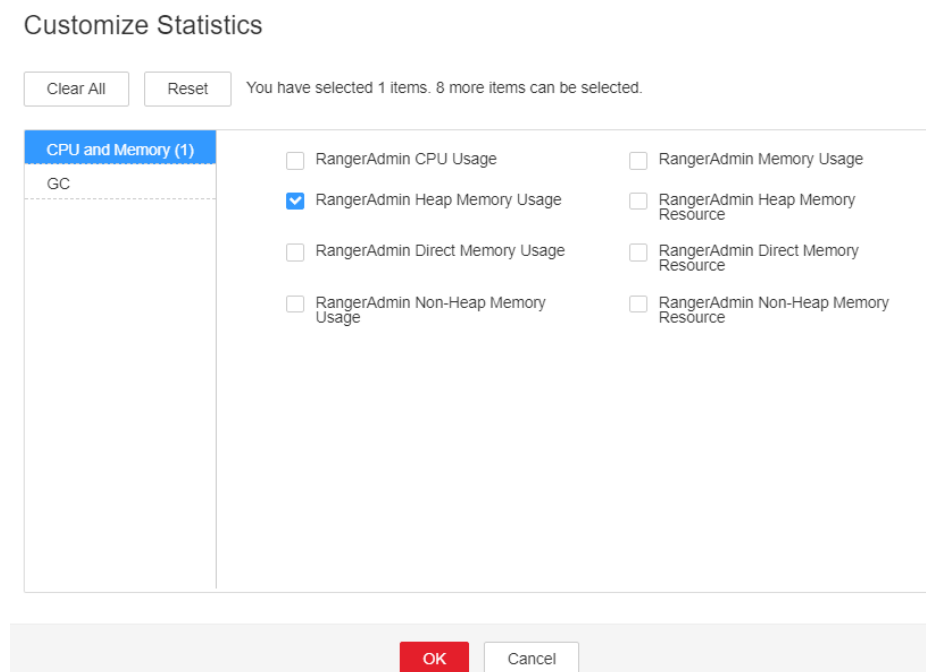 Customize Statistics
Clear All
Reset
You have selected 1 items. 8 more items can be selected.
CPU and Memory (1)
GC
RangerAdmin CPU Usage
RangerAdmin Memory Usage
RangerAdmin Heap Memory Usage
RangerAdmin Heap Memory
Resource
RangerAdmin Direct Memory Usage
RangerAdmin Direct Memory
Resource
RangerAdmin Non-Heap Memory
Usage
RangerAdmin Non-Heap Memory
Resource
OK
Cancel